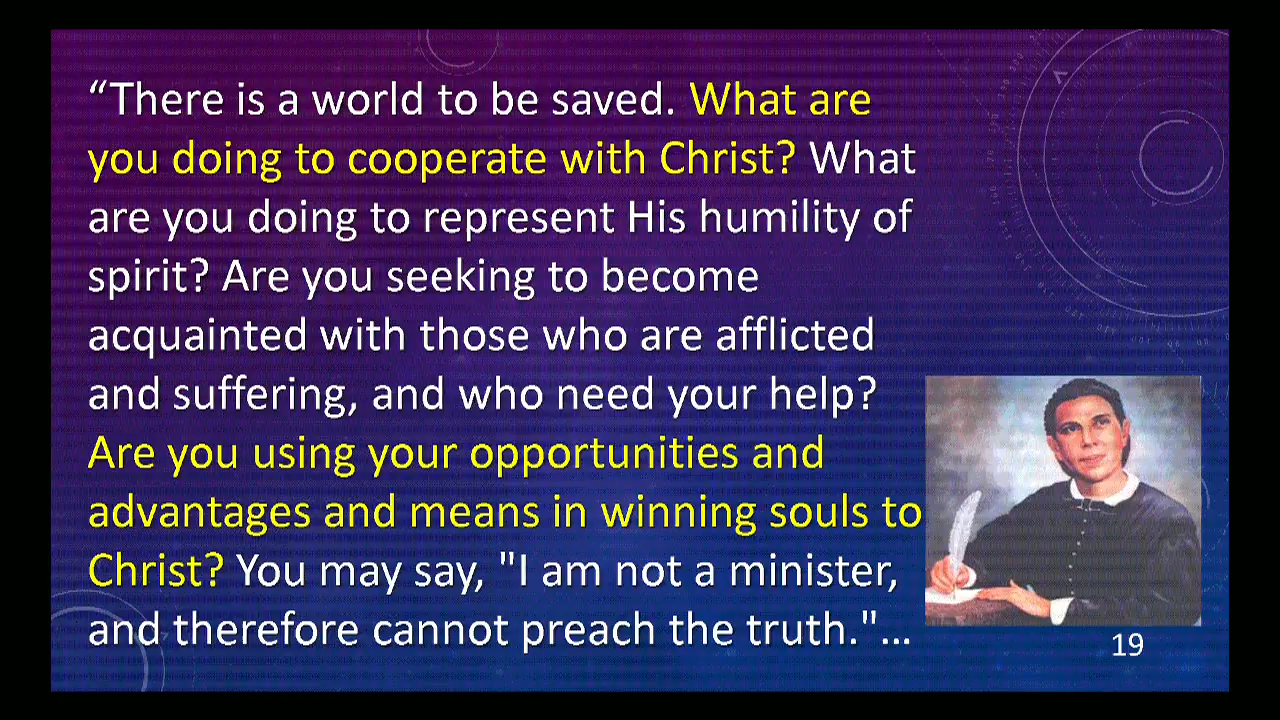 “There is a world to be saved. What are
you doing to cooperate with Christ? What
are you doing to represent His humility of
spirit? Are you seeking to become
acquainted with those who are afflicted
and suffering, and who need your help?
Are you using your opportunities and
advantages and means in winning souls to
Christ? You may say, "I am not a minister,
and therefore cannot preach the truth."...
19